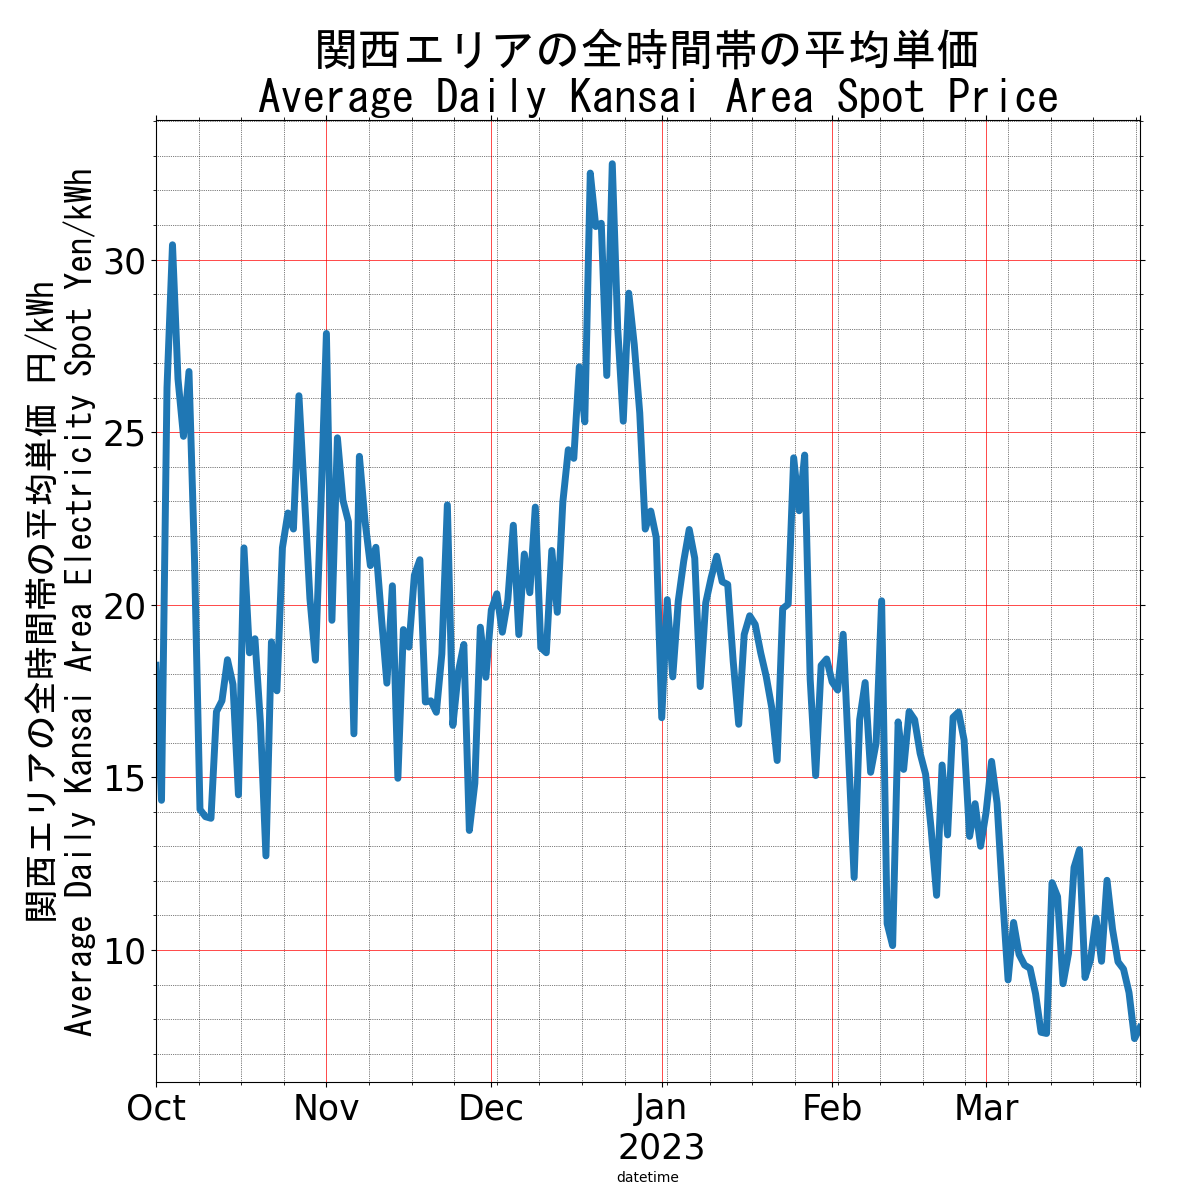 関西エリアの全時間帯の平均単価
Average Daily Kansai Area Spot Price
関西エリアの全時間帯の平均単価 円/kWh
Average Daily Kansai Area Electricity Spot Yen/kWh
30
25
20
15
10
Oct
Nov
Dec
Jan
Feb
Mar
2023
datetime